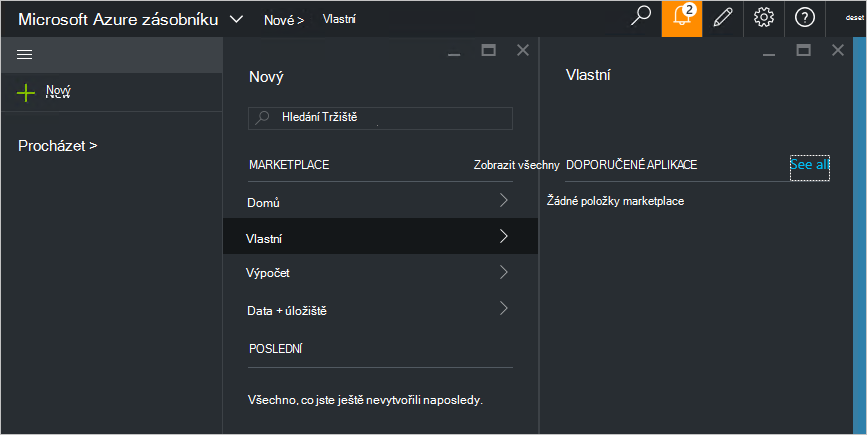 Microsoft Azure zásobníku
Nové >
Vlastní
2
deset
Nový
New
Procházet >
Nový
Hledání Tržiště
MARKETPLACE
Zobrazit všechny
Domů
Vlastní
Výpočet
Data + úložiště
POSLEDNÍ
Všechno, co jste ještě nevytvořili naposledy.
Vlastní
DOPORUČENÉ APLIKACE
See all
Žádné položky marketplace